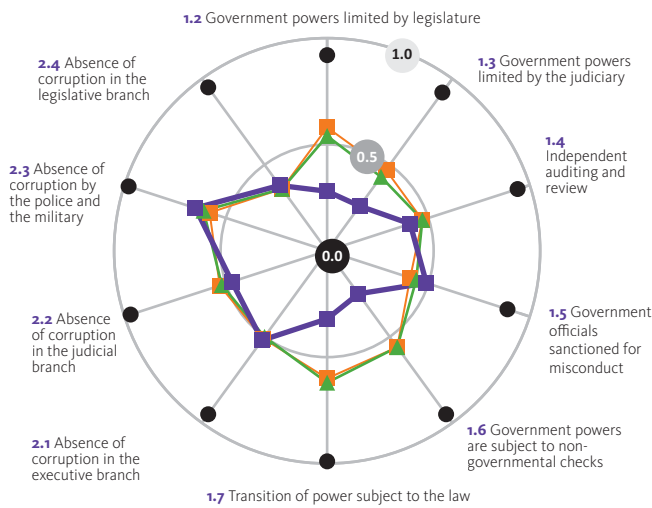 1.2 Government powers limited by legislature
1.0
1.3 Government powers
limited by the judiciary
1.4
Independent
auditing and
review
1.5 Government
officials
sanctioned for
misconduct
1.6 Government powers
are subject to non-
governmental checks
1.7 Transition of power subject to the law
2.1 Absence of
corruption in the
executive branch
2.2 Absence
of corruption
in the judicial
branch
2.3 Absence of
corruption by
the police and
the military
2.4 Absence of
corruption in the
legislative branch
0.5
0.0